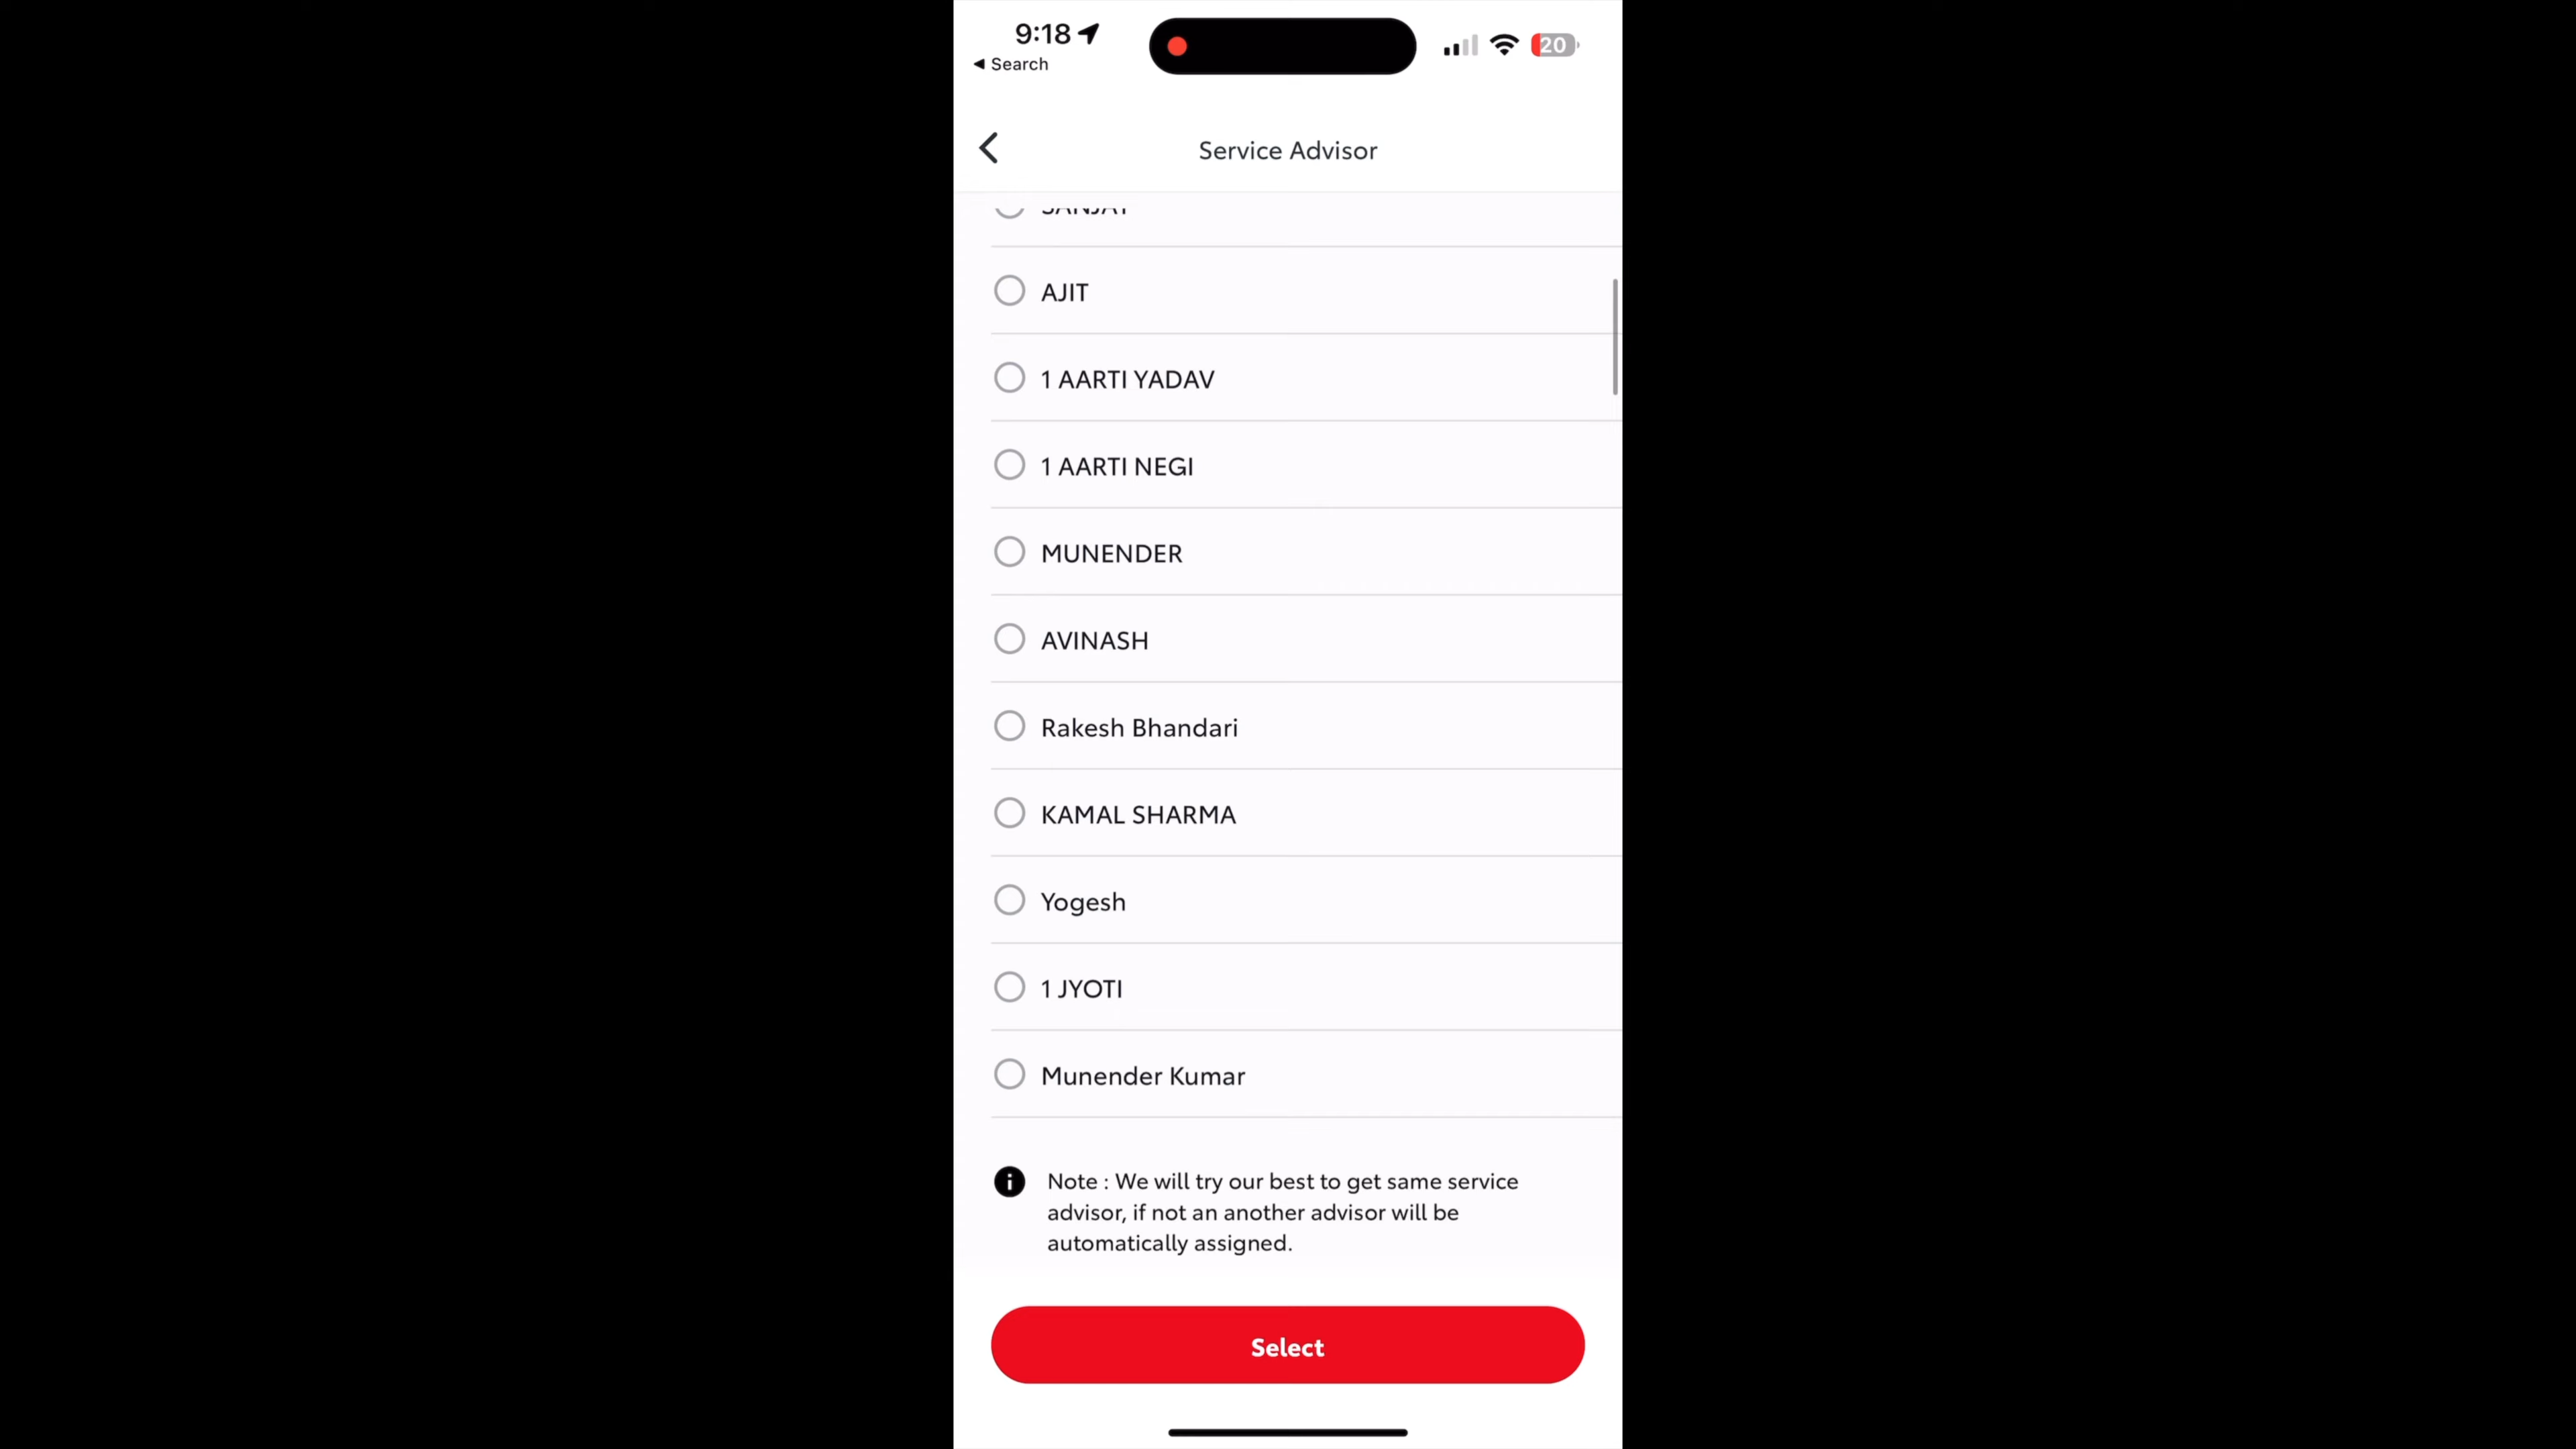 9:18
Search
20
Service Advisor
SANJAY
AJIT
1 AARTI YADAV
1 AARTI NEGI
MUNENDER
AVINASH
Rakesh Bhandari
KAMAL SHARMA
Yogesh
1 JYOTI
Munender Kumar
Note : We will try our best to get same service
advisor, if not an another advisor will be
automatically assigned.
Select